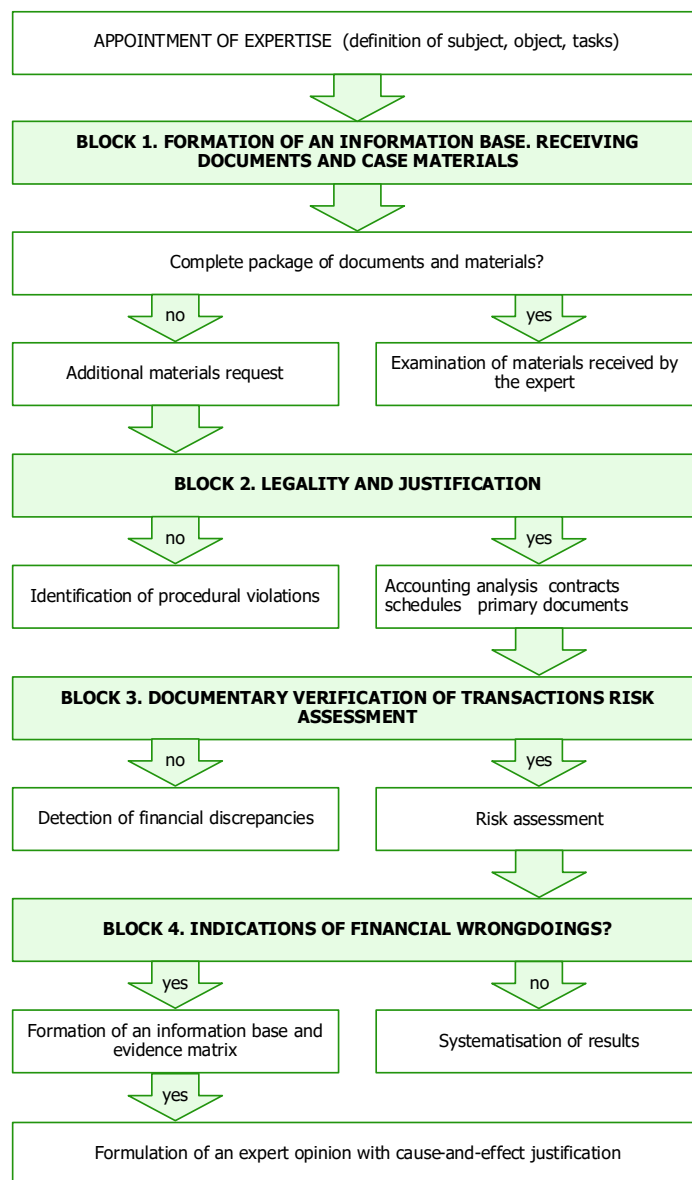 APPOINTMENT OF EXPERTISE (definition of subject, object, tasks)
BLOCK 1. FORMATION OF AN INFORMATION BASE. RECEIVING
DOCUMENTS AND CASE MATERIALS
Complete package of documents and materials?
no
yes
Additional materials request
Examination of materials received by
the expert
BLOCK 2. LEGALITY AND JUSTIFICATION
no
yes
Identification of procedural violations
Accounting analysis contracts
schedules primary documents
BLOCK 3. DOCUMENTARY VERIFICATION OF TRANSACTIONS RISK
ASSESSMENT
no
yes
Detection of financial discrepancies
Risk assessment
BLOCK 4. INDICATIONS OF FINANCIAL WRONGDOINGS?
yes
no
Formation of an information base and
evidence matrix
Systematisation of results
yes
Formulation of an expert opinion with cause-and-effect justification